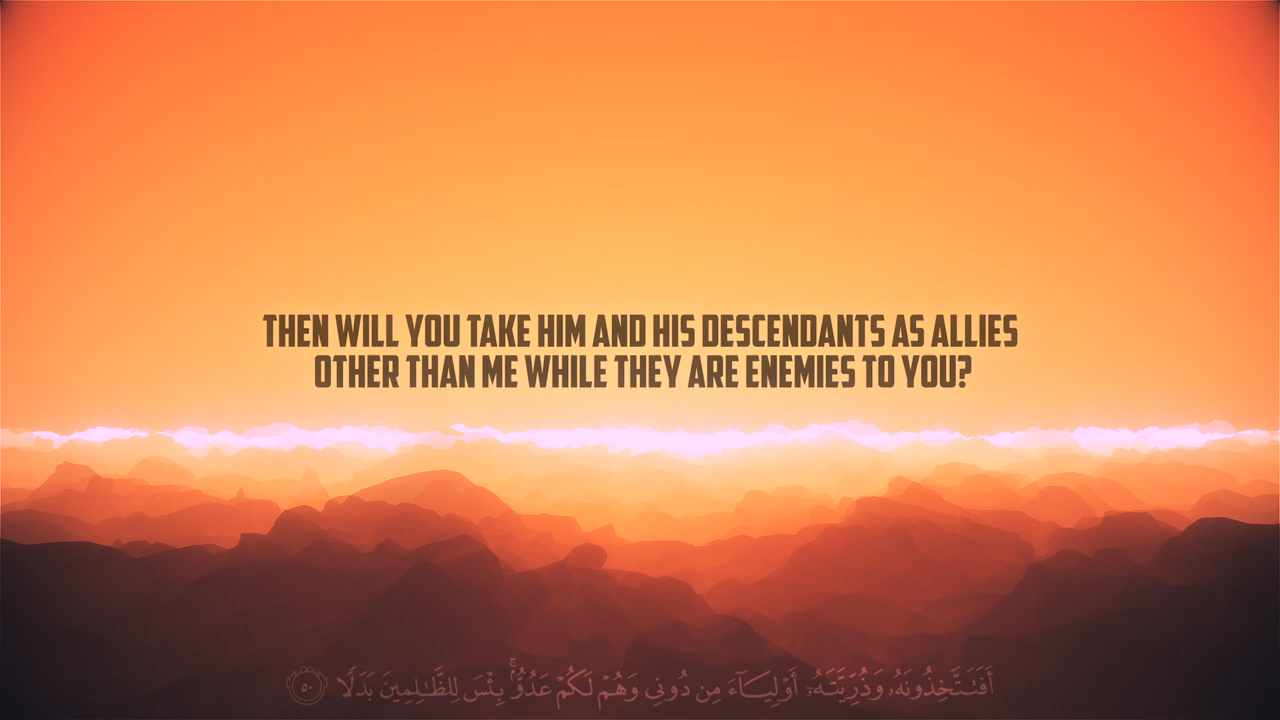 THEN WILL YOU TAKE HIM AND HIS DESCENDANTS AS ALLIES
OTHER THAN ME WHILE THEY ARE ENEMIES TO YOU?
أَفَتَتَّخِذُونَهُۥ وَذُرِّيَّتَهُۥٓ أَوْلِيَآءَ مِن دُونِى وَهُمْ لَكُمْ عَدُوٌّۢ ۚ بِئْسَ لِلظَّـٰلِمِينَ بَدَلًا ٥٠